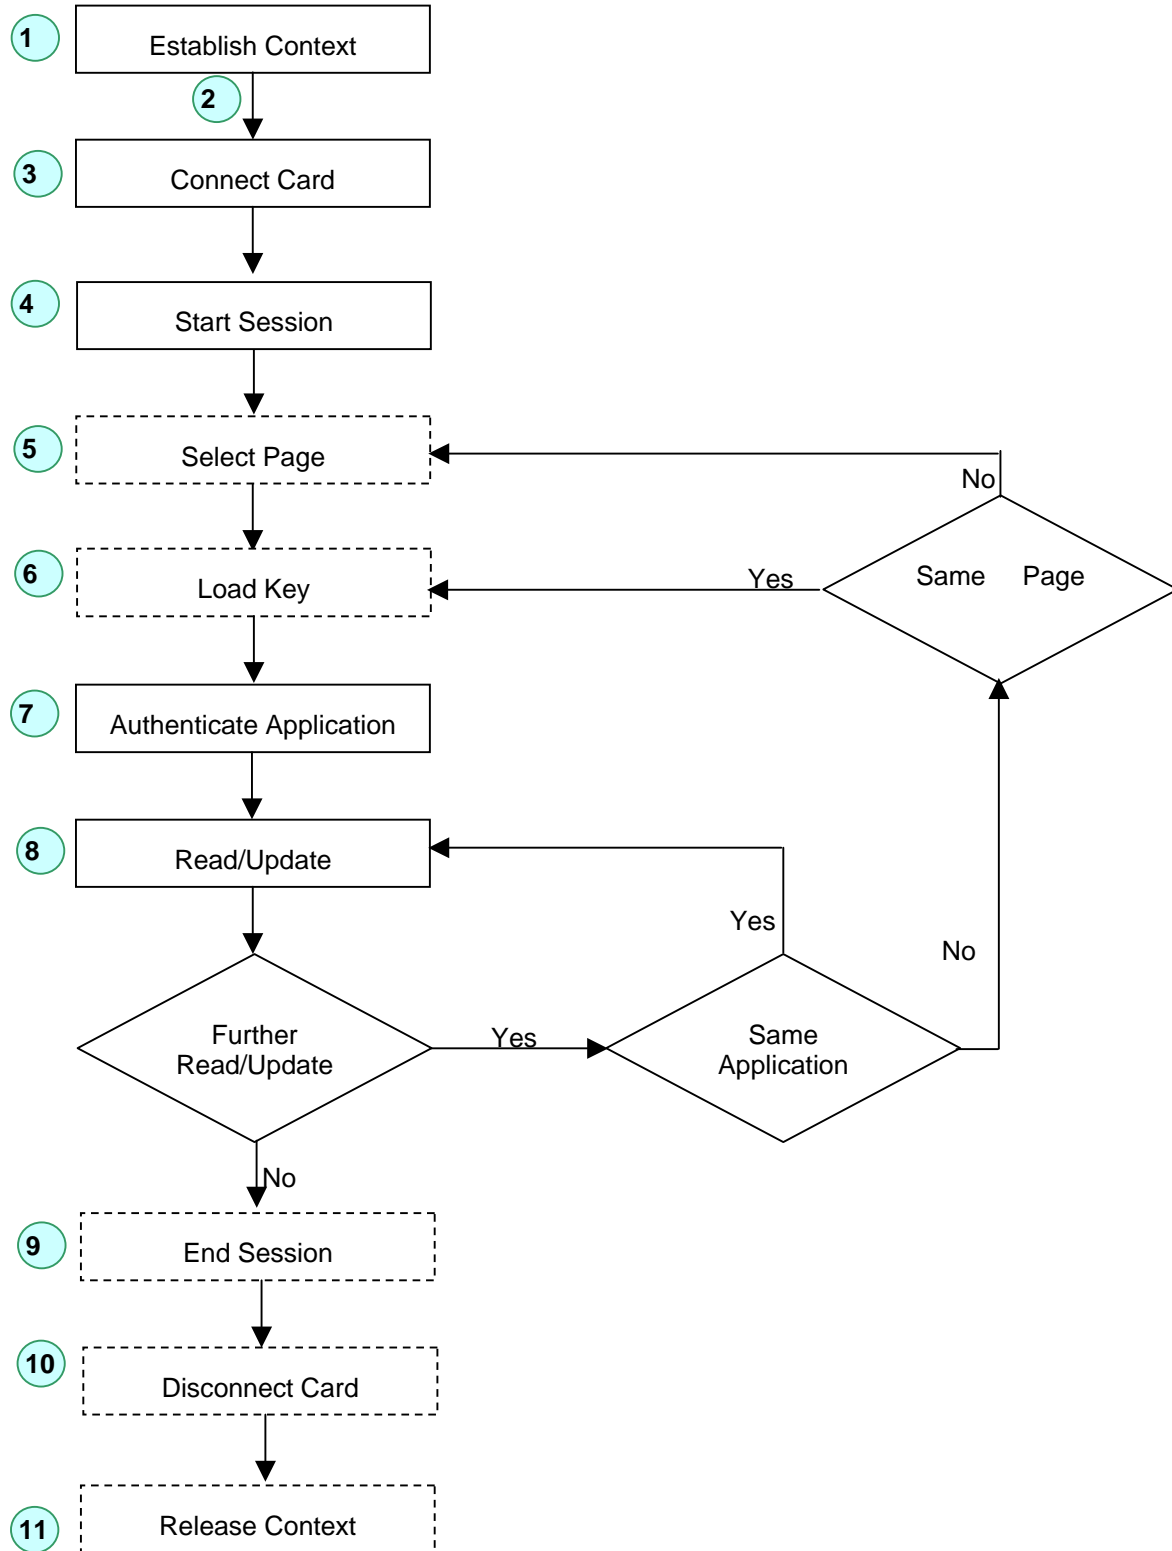 1
Establish Context
2
3
Connect Card
4
Start Session
5
Select Page
No
6
Load Key
Yes
Same Page
7
Authenticate Application
8
Read/Update
Yes
No
Further
Read/Update
Yes
Same
Application
No
9
End Session
10
Disconnect Card
11
Release Context